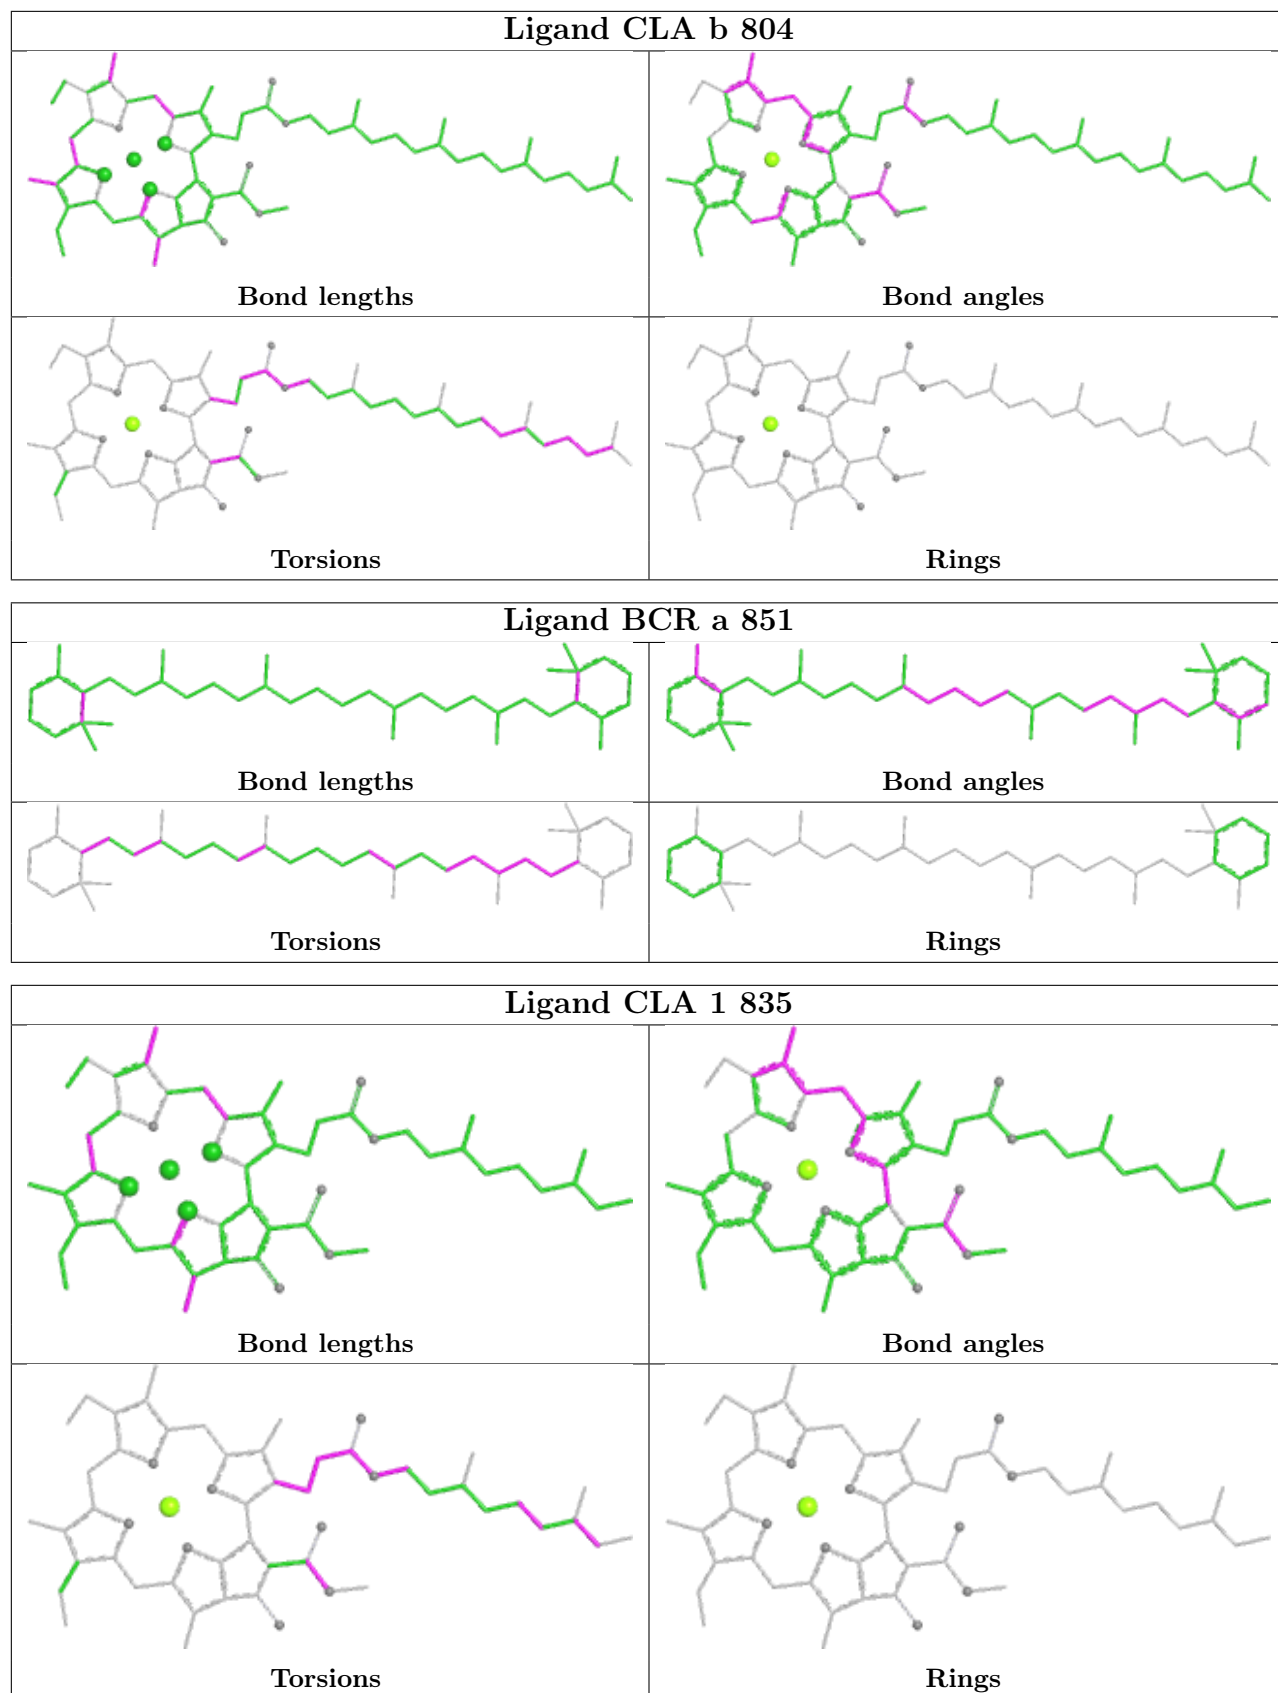 Ligand CLA b 804
Bond lengths
Bond angles
Torsions
Rings
Ligand BCR a 851
Bond lengths
Bond angles
Torsions
Rings
Ligand CLA 1 835
Bond lengths
Bond angles
Torsions
Rings